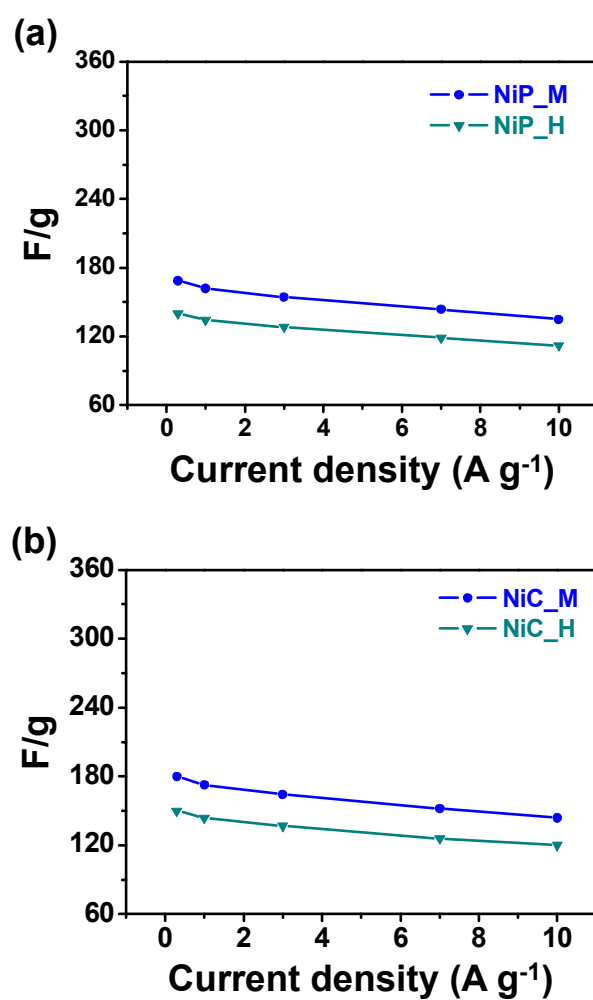 (a)
360
300
240
180
120
60
F/g
NiP_M
NiP_H
0 2 4 6 8 10
Current density (A g⁻¹)
(b)
360
300
240
180
120
60
F/g
NiC_M
NiC_H
0 2 4 6 8 10
Current density (A g⁻¹)